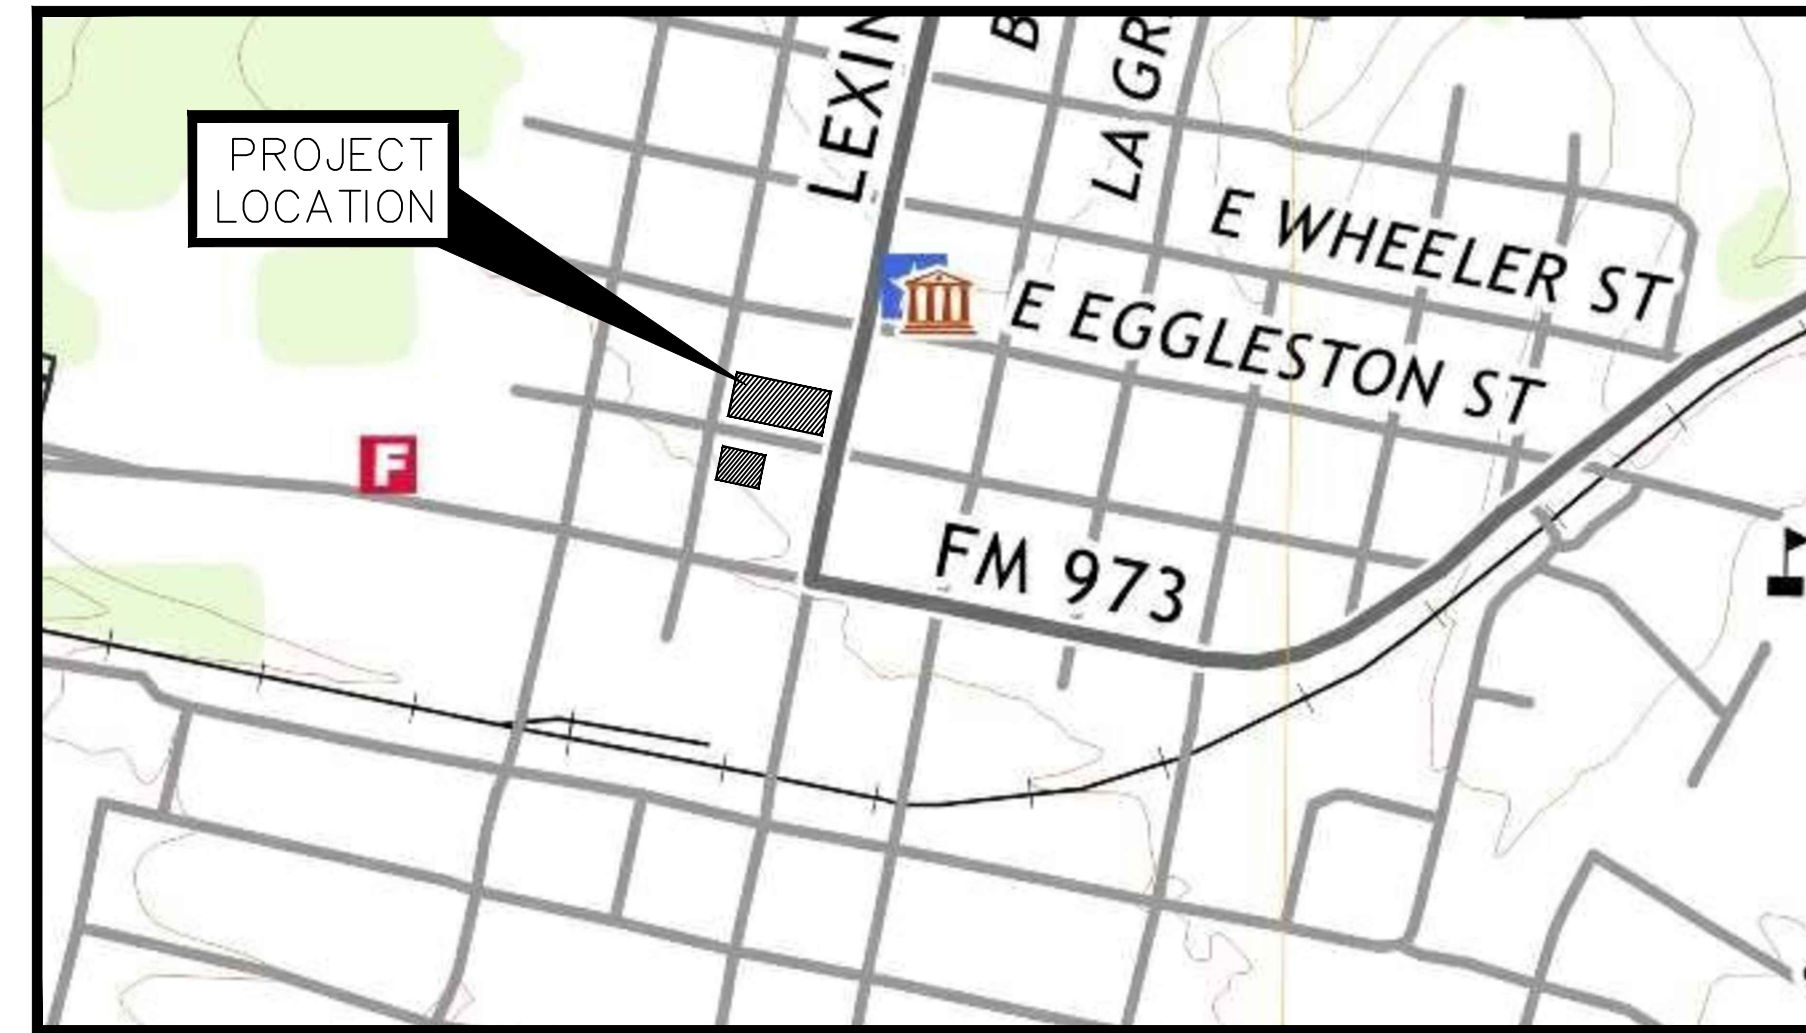 LEXIN
B
LA GR
PROJECT
LOCATION
E WHEELER ST
E EGGLESTON ST
F
FM 973